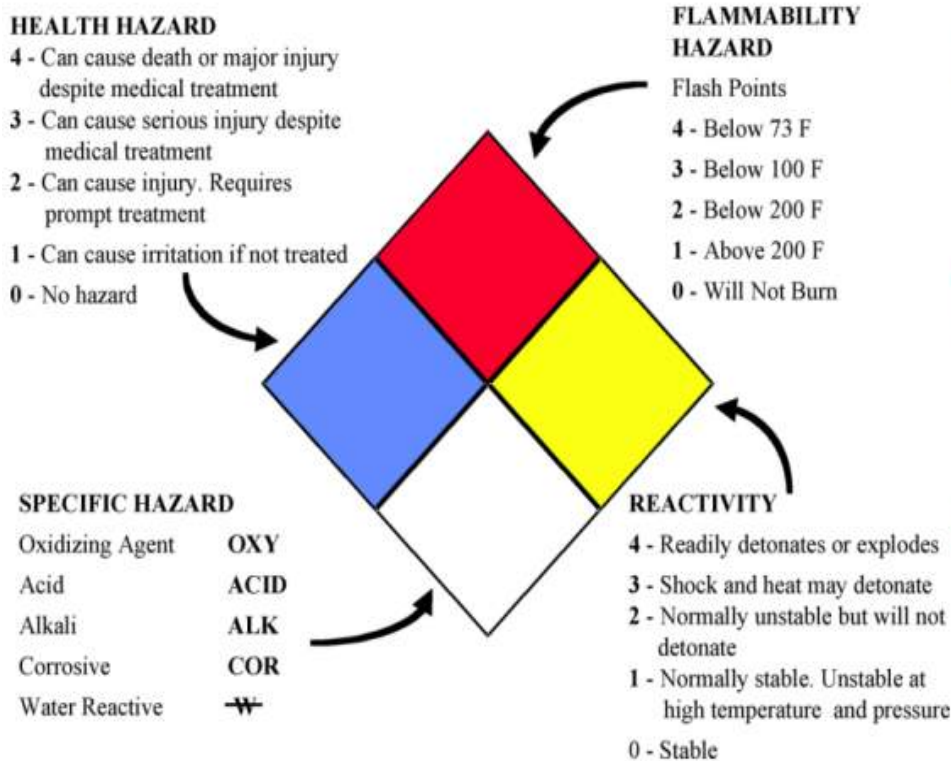 HEALTH HAZARD
4 - Can cause death or major injury
despite medical treatment
3 - Can cause serious injury despite
medical treatment
2 - Can cause injury. Requires
prompt treatment
1 - Can cause irritation if not treated
0 - No hazard
FLAMMABILITY
HAZARD
Flash Points
4 - Below 73 F
3 - Below 100 F
2 - Below 200 F
1 - Above 200 F
0 - Will Not Burn
SPECIFIC HAZARD
Oxidizing Agent OXY
Acid ACID
Alkali ALK
Corrosive COR
Water Reactive W
REACTIVITY
4 - Readily detonates or explodes
3 - Shock and heat may detonate
2 - Normally unstable but will not
detonate
1 - Normally stable. Unstable at
high temperature and pressure
0 - Stable